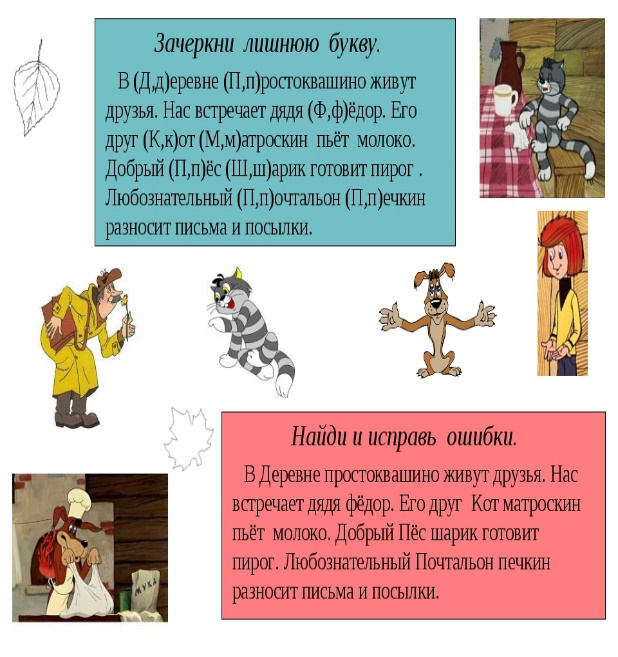 Зачеркни лишнюю букву.
В (Д,д)еревне (П,п)ростоквашино живут
друзья. Нас встречает дядя (Ф,ф)ёдор. Его
друг (К,к)от (М,м)атроскин пьёт молоко.
Добрый (П,п)ёс (Ш,ш)арик готовит пирог .
Любознательный (П,п)очтальон (П,п)ечкин
разносит письма и посылки.
Найди и исправь ошибки.
В Деревне простоквашино живут друзья. Нас
встречает дядя фёдор. Его друг Кот матроскин
пьёт молоко. Добрый Пёс шарик готовит
пирог. Любознательный Почтальон печкин
разносит письма и посылки.
МУКА